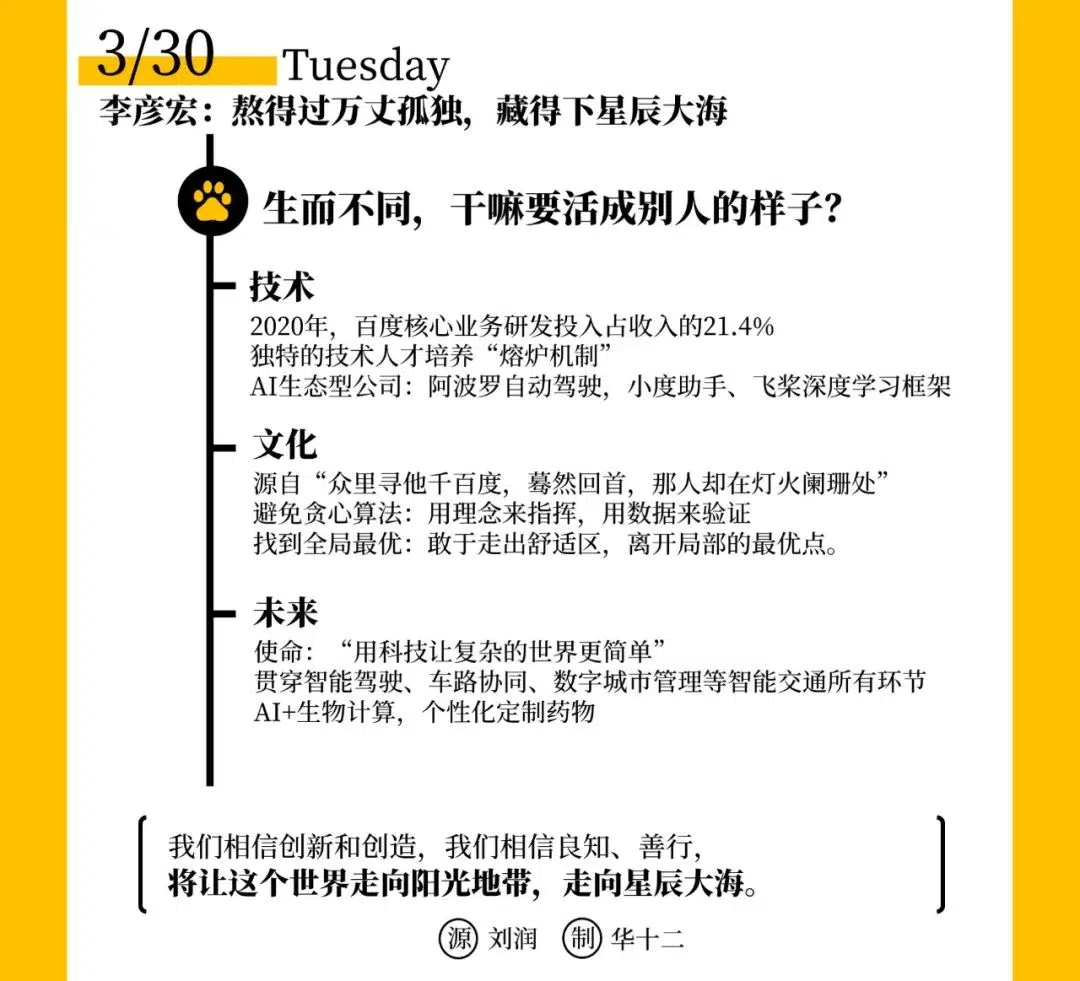 3/30 Tuesday
李彦宏：熬得过万丈孤独，藏得下星辰大海
生而不同，干嘛要活成别人的样子？
技术
2020年，百度核心业务研发投入占收入的21.4%
独特的技术人才培养“熔炉机制”
AI生态型公司：阿波罗自动驾驶，小度助手、飞桨深度学习框架
文化
源自“众里寻他千百度，蓦然回首，那人却在灯火阑珊处”
避免贪心算法：用理念来指挥，用数据来验证
找到全局最优：敢于走出舒适区，离开局部的最优点。
未来
使命：“用科技让复杂的世界更简单”
贯穿智能驾驶、车路协同、数字城市管理等智能交通所有环节
AI+生物计算，个性化定制药物
我们相信创新和创造，我们相信良知、善行，
将让这个世界走向阳光地带，走向星辰大海。
源 刘润 制 华十二